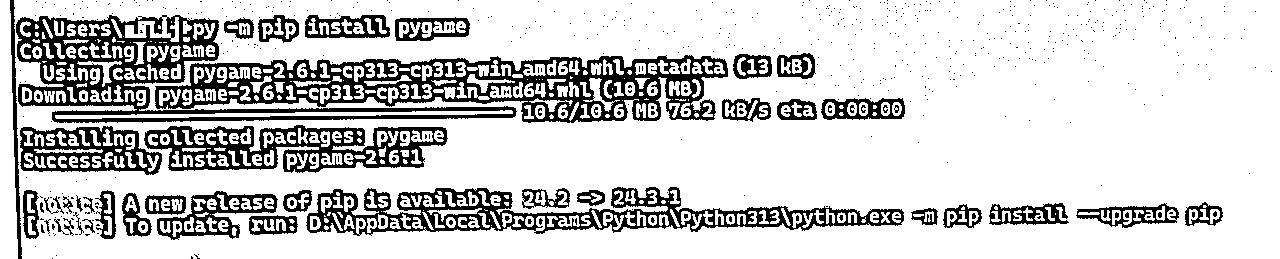 C:\Users\ py -m pip install pygame
Collecting pygame
Using cached pygame-2.6.1-cp313-cp313-win_amd64.whl.metadata (13 kB)
Downloading pygame-2.6.1-cp313-cp313-win_amd64.whl (10.6 MB)
10.6/10.6 MB 76.2 kB/s eta 0:00:00
Installing collected packages: pygame
Successfully installed pygame-2.6.1
[notice] A new release of pip is available: 24.2 -> 24.3.1
[notice] To update, run: D:\AppData\Local\Programs\Python\Python313\python.exe -m pip install --upgrade pip